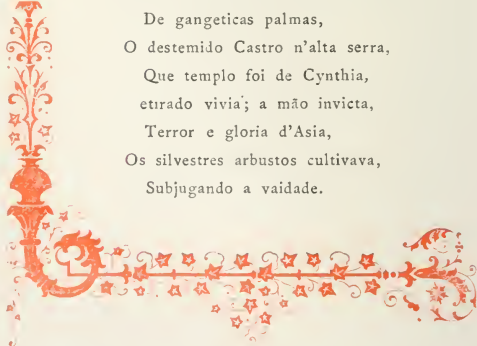 De gangeticas palmas,
O destemido Castro n'alta serra,
Que templo foi de Cynthia,
etirado vivia; a mão invicta,
Terror e gloria d'Asia,
Os silvestres arbustos cultivava,
Subjugando a vaidade.